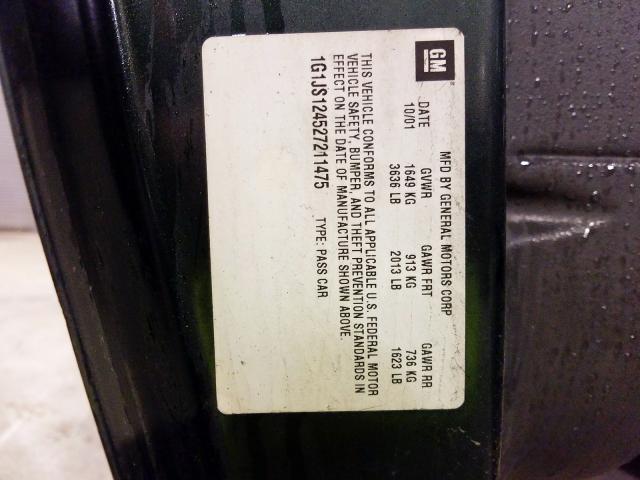 GM
MFD BY GENERAL MOTORS CORP
DATE GVWR GAWR FRT GAWR RR
10/01 1649 KG 913 KG 736 KG
3636 LB 2013 LB 1623 LB
THIS VEHICLE CONFORMS TO ALL APPLICABLE U.S. FEDERAL MOTOR
VEHICLE SAFETY, BUMPER, AND THEFT PREVENTION STANDARDS IN
EFFECT ON THE DATE OF MANUFACTURE SHOWN ABOVE.
1G1JS124527211475 TYPE: PASS CAR